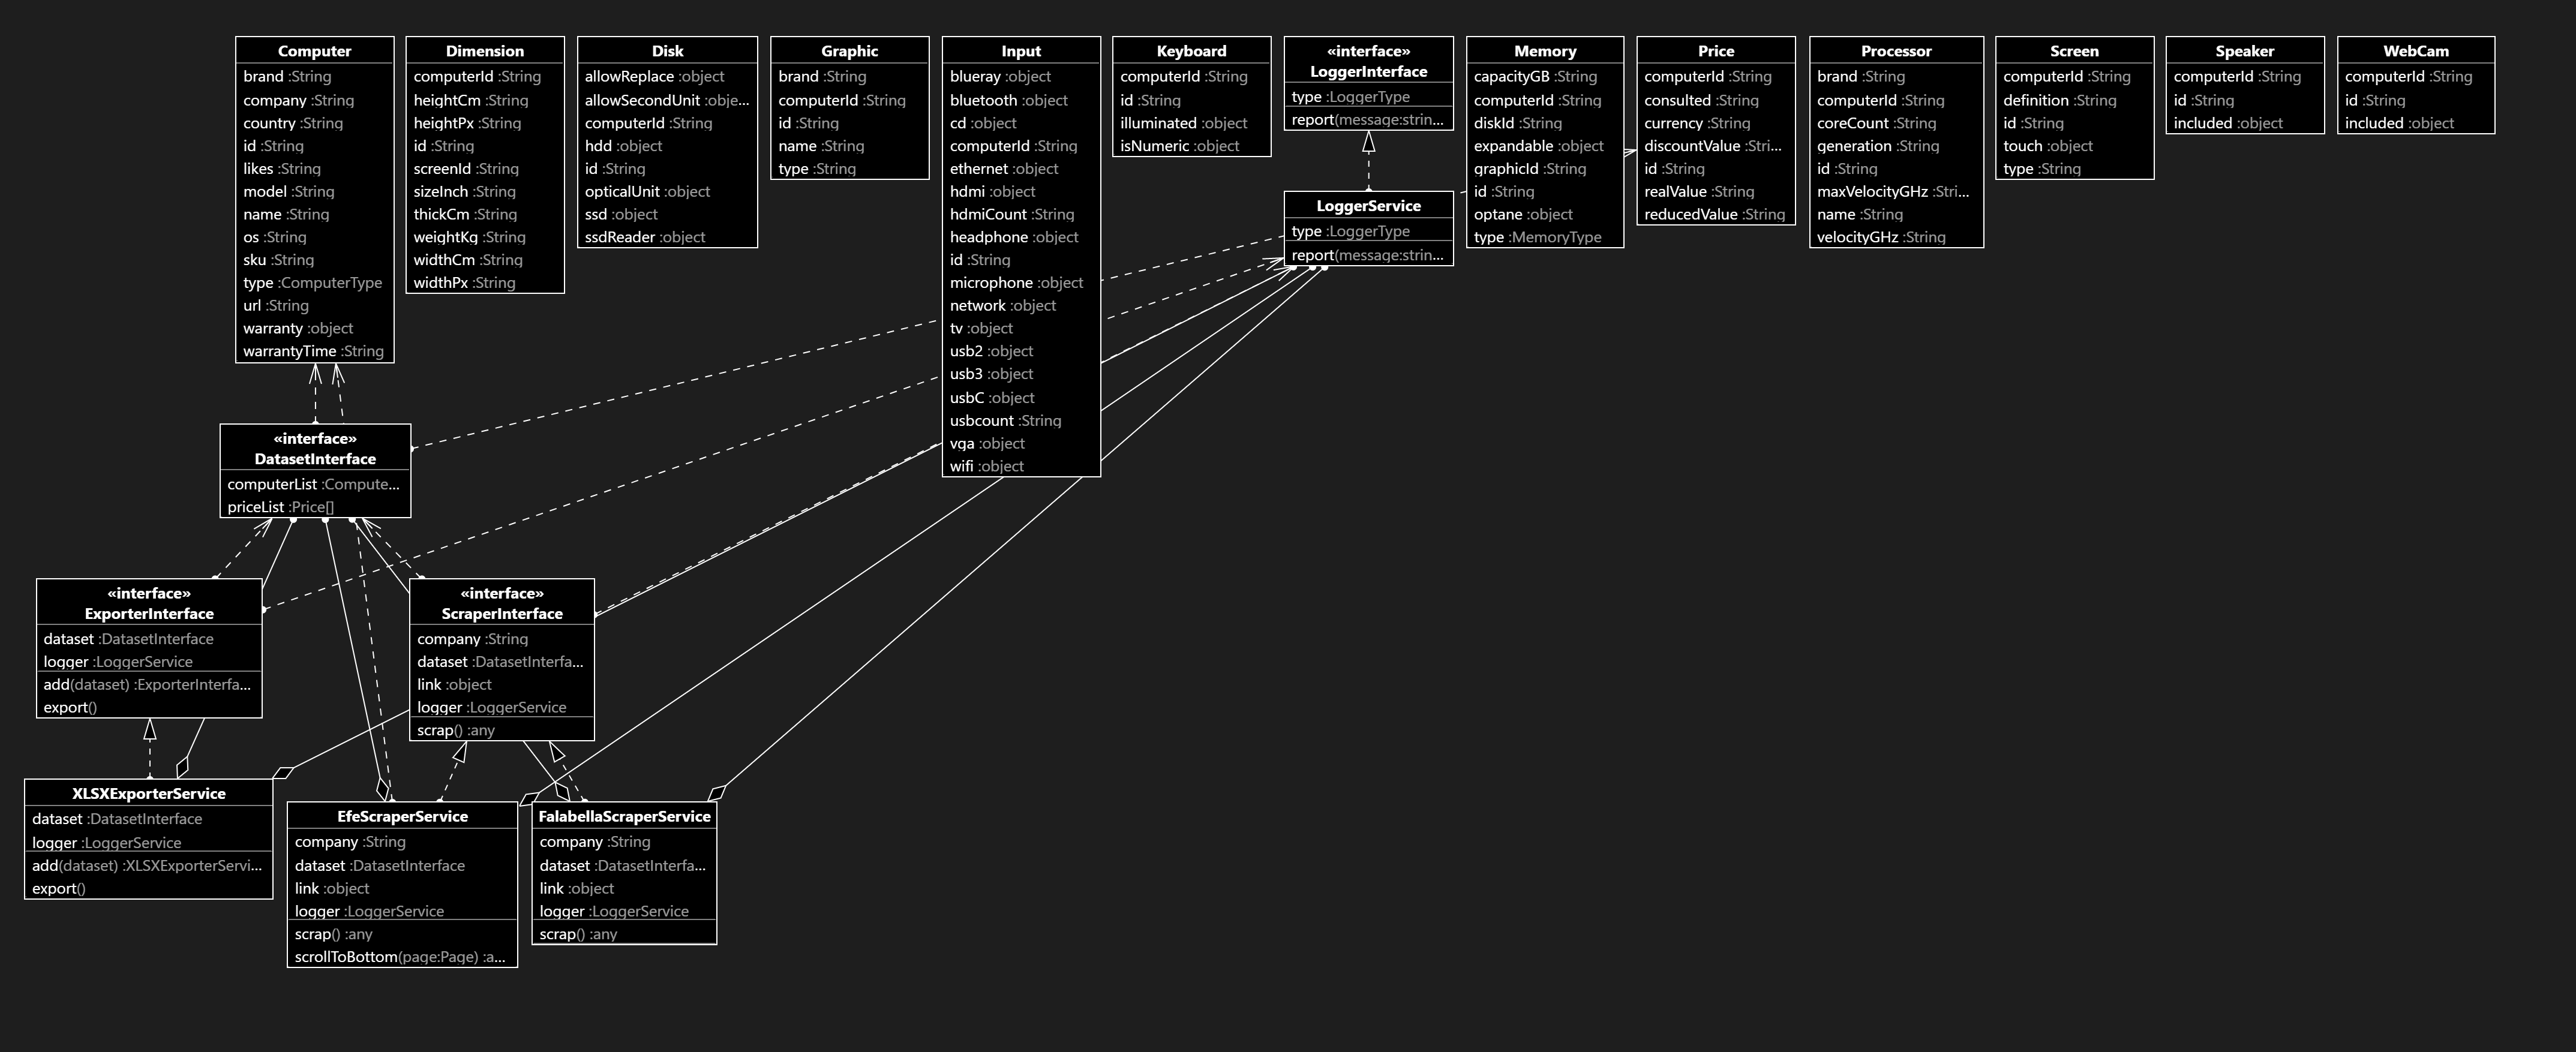 Computer
brand :String
company :String
country :String
id :String
likes :String
model :String
name :String
os :String
sku :String
type :ComputerType
url :String
warranty :object
warrantyTime :String
Dimension
computerId :String
heightCm :String
heightPx :String
id :String
screenId :String
sizeInch :String
thickCm :String
weightKg :String
widthCm :String
widthPx :String
Disk
allowReplace :object
allowSecondUnit :obje...
computerId :String
hdd :object
id :String
opticalUnit :object
ssd :object
ssdReader :object
Graphic
brand :String
computerId :String
id :String
name :String
type :String
Input
blueray :object
bluetooth :object
cd :object
computerId :String
ethernet :object
hdmi :object
hdmiCount :String
headphone :object
id :String
microphone :object
network :object
tv :object
usb2 :object
usb3 :object
usbC :object
usbcount :String
vga :object
wifi :object
Keyboard
computerId :String
id :String
illuminated :object
isNumeric :object
«interface»
LoggerInterface
type :LoggerType
report(message:strin...
LoggerService
type :LoggerType
report(message:strin...
Memory
capacityGB :String
computerId :String
diskId :String
expandable :object
graphicId :String
id :String
optane :object
type :MemoryType
Price
computerId :String
consulted :String
currency :String
discountValue :Stri...
id :String
realValue :String
reducedValue :String
Processor
brand :String
computerId :String
coreCount :String
generation :String
id :String
maxVelocityGHz :Stri...
name :String
velocityGHz :String
Screen
computerId :String
definition :String
id :String
touch :object
type :String
Speaker
computerId :String
id :String
included :object
WebCam
computerId :String
id :String
included :object
«interface»
DatasetInterface
computerList :Compute...
priceList :Price[]
«interface»
ExporterInterface
dataset :DatasetInterface
logger :LoggerService
add(dataset) :ExporterInterfa...
export()
«interface»
ScraperInterface
company :String
dataset :DatasetInterfa...
link :object
logger :LoggerService
scrap() :any
XLSXExporterService
dataset :DatasetInterface
logger :LoggerService
add(dataset) :XLSXExporterServi...
export()
EfeScraperService
company :String
dataset :DatasetInterface
link :object
logger :LoggerService
scrap() :any
scrollToBottom(page:Page) :a...
FalabellaScraperService
company :String
dataset :DatasetInterfa...
link :object
logger :LoggerService
scrap() :any